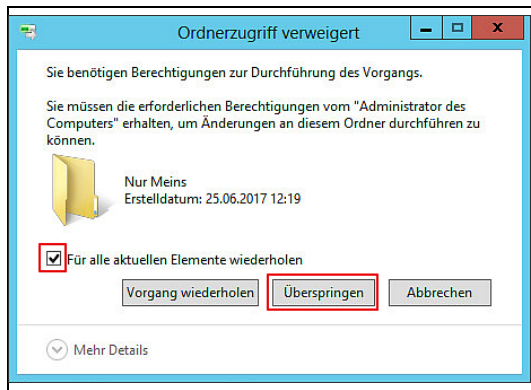 Ordnerzugriff verweigert
Sie benötigen Berechtigungen zur Durchführung des Vorgangs.
Sie müssen die erforderlichen Berechtigungen vom "Administrator des
Computers" erhalten, um Änderungen an diesem Ordner durchführen zu
können.
Nur Meins
Erstelldatum: 25.06.2017 12:19
Für alle aktuellen Elemente wiederholen
Vorgang wiederholen Überspringen Abbrechen
Mehr Details